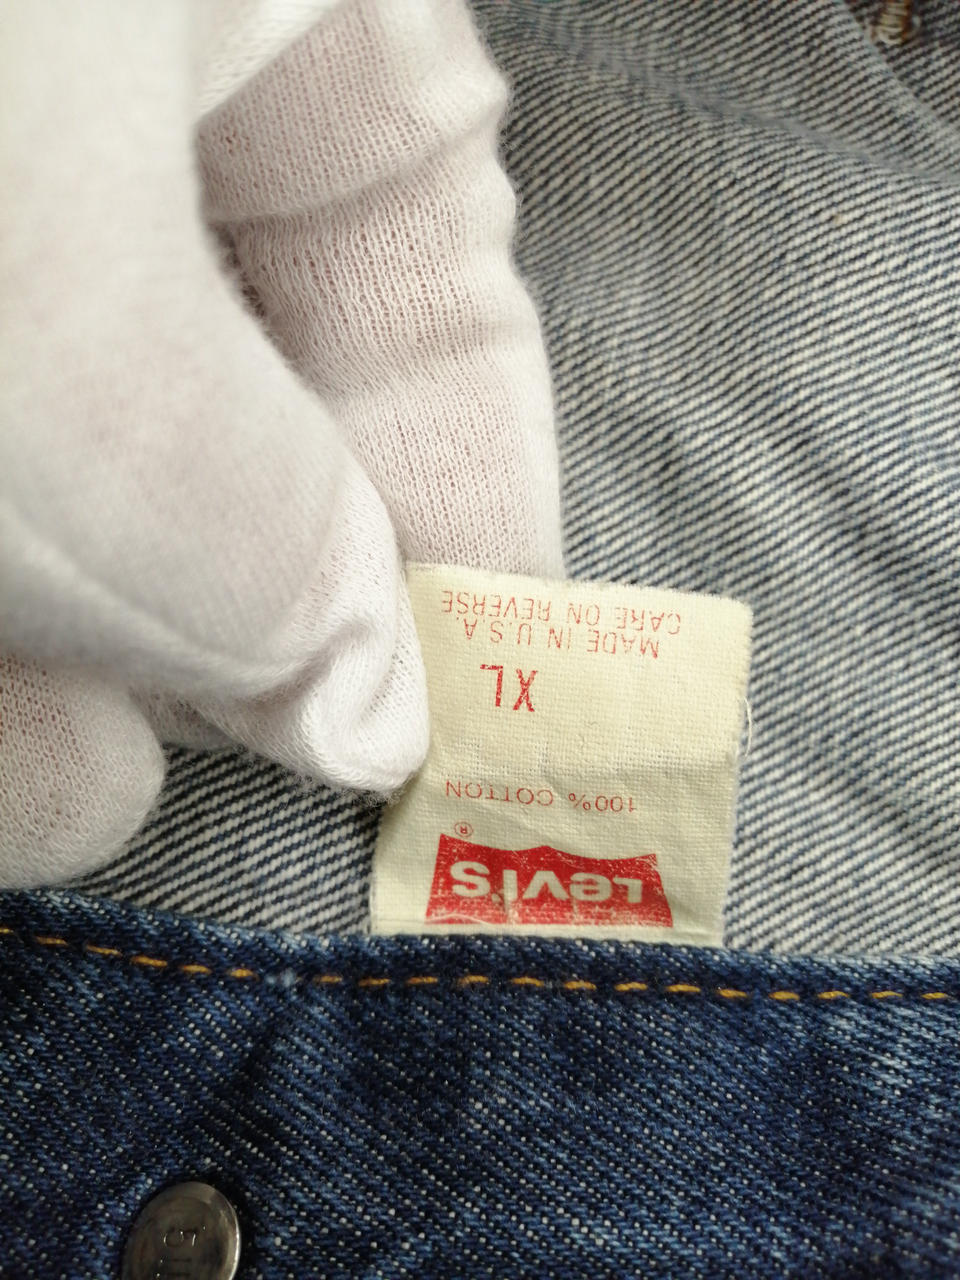 Levi's
®
100% COTTON
XL
MADE IN U.S.A.
CARE ON REVERSE